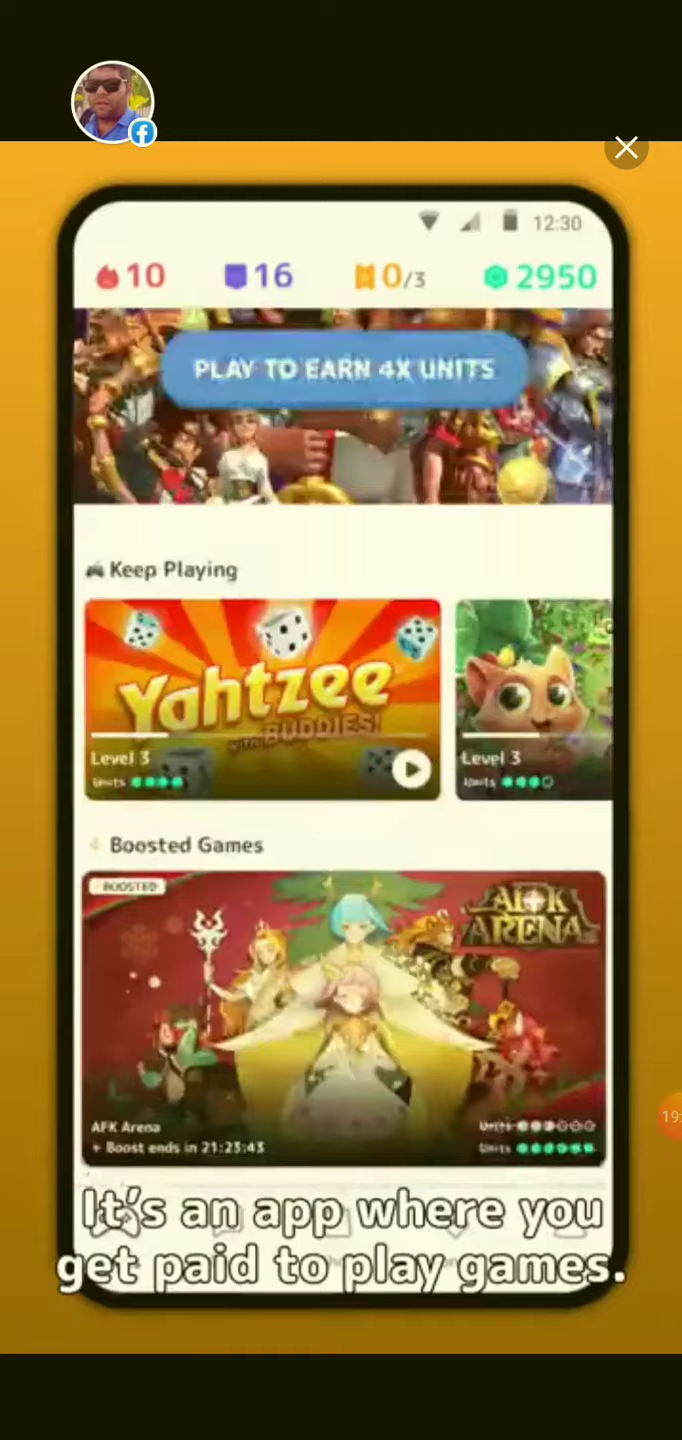 12:30
10 16 0/3 2950
PLAY TO EARN 4X UNITS
Keep Playing
Yahtzee
with BUDDIES!
Level 3
Units
Level 3
Units
Boosted Games
BOOSTED
AFK
ARENA
AFK Arena
Units
+ Boost ends in 21:23:43
Units
19
It's an app where you
get paid to play games.